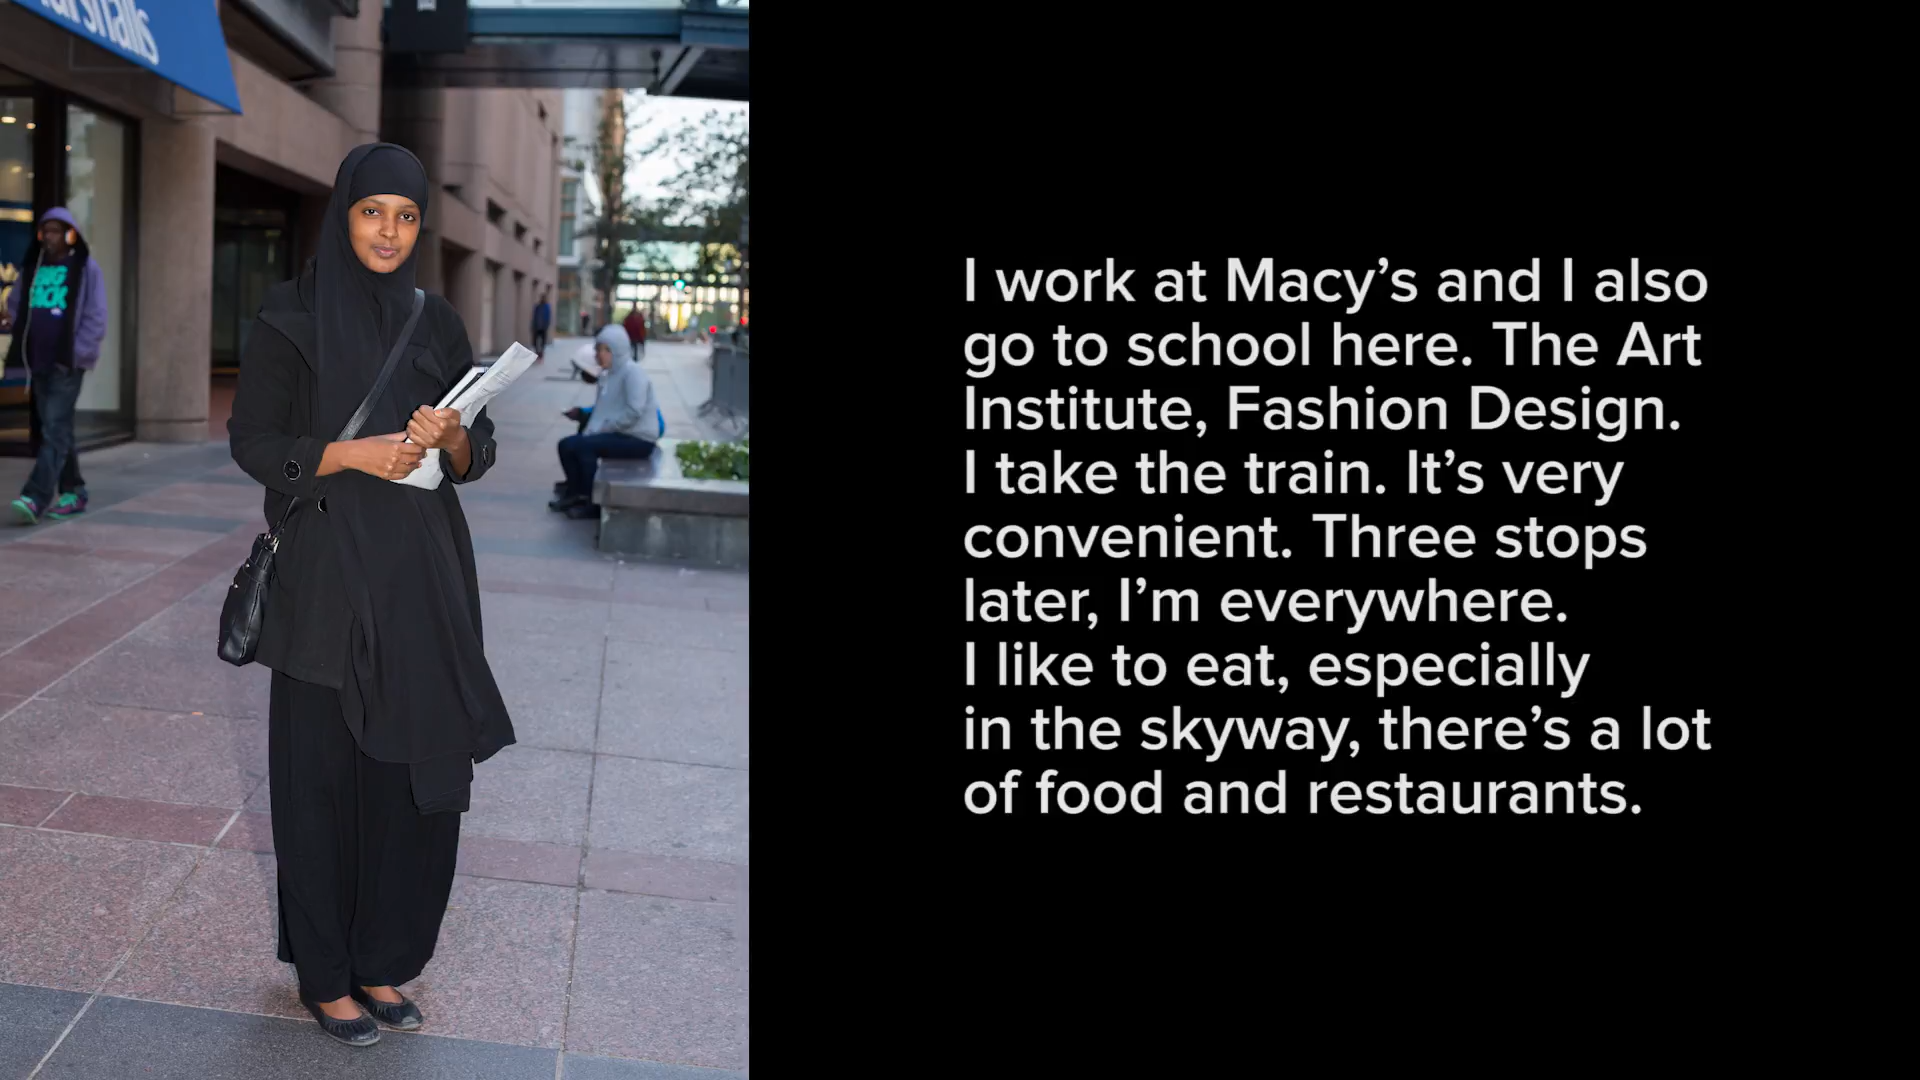 I work at Macy’s and I also
go to school here. The Art
Institute, Fashion Design.
I take the train. It’s very
convenient. Three stops
later, I’m everywhere.
I like to eat, especially
in the skyway, there’s a lot
of food and restaurants.